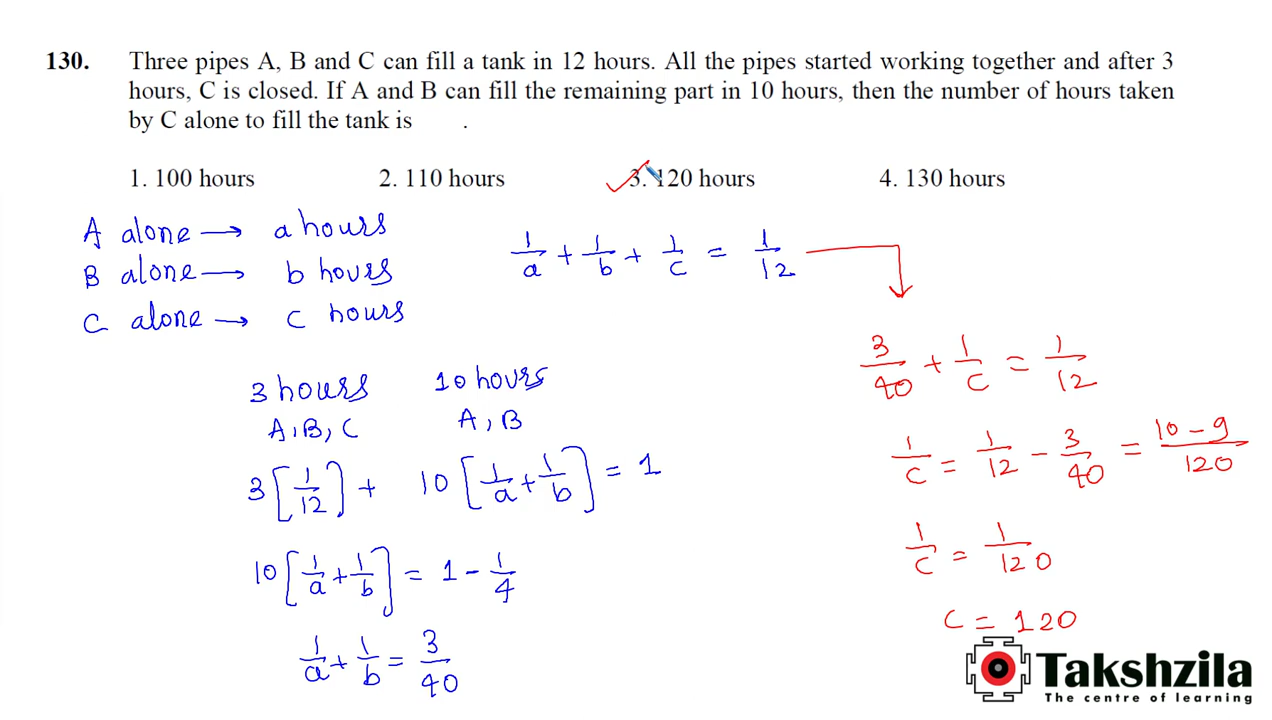 130. Three pipes A, B and C can fill a tank in 12 hours. All the pipes started working together and after 3
hours, C is closed. If A and B can fill the remaining part in 10 hours, then the number of hours taken
by C alone to fill the tank is .
1. 100 hours 2. 110 hours 3. 120 hours 4. 130 hours
A alone → a hours
B alone → b hours
C alone → c hours
1/a + 1/b + 1/c = 1/12
3 hours 10 hours
A, B, C A, B
3[1/12] + 10[1/a + 1/b] = 1
10[1/a + 1/b] = 1 - 1/4
1/a + 1/b = 3/40
3/40 + 1/c = 1/12
1/c = 1/12 - 3/40 = 10 - 9/120
1/c = 1/120
c = 120
Takshzila
The centre of learning